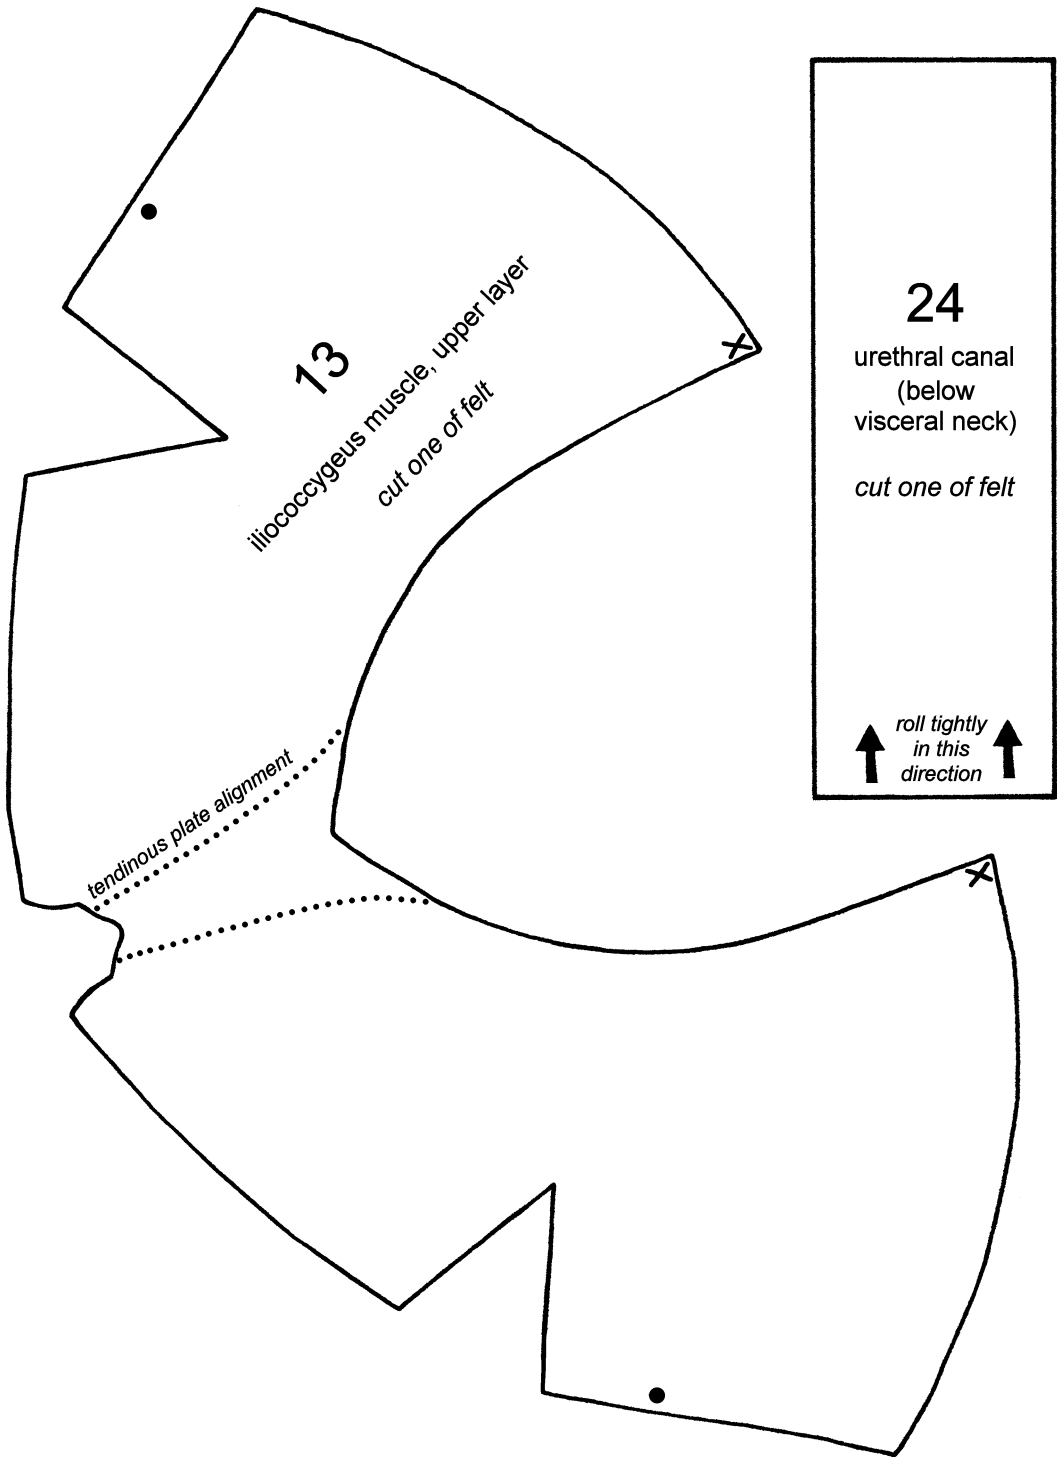 13
iliococcygeus muscle, upper layer
cut one of felt
tendinous plate alignment
24
urethral canal
(below
visceral neck)
cut one of felt
roll tightly
in this
direction